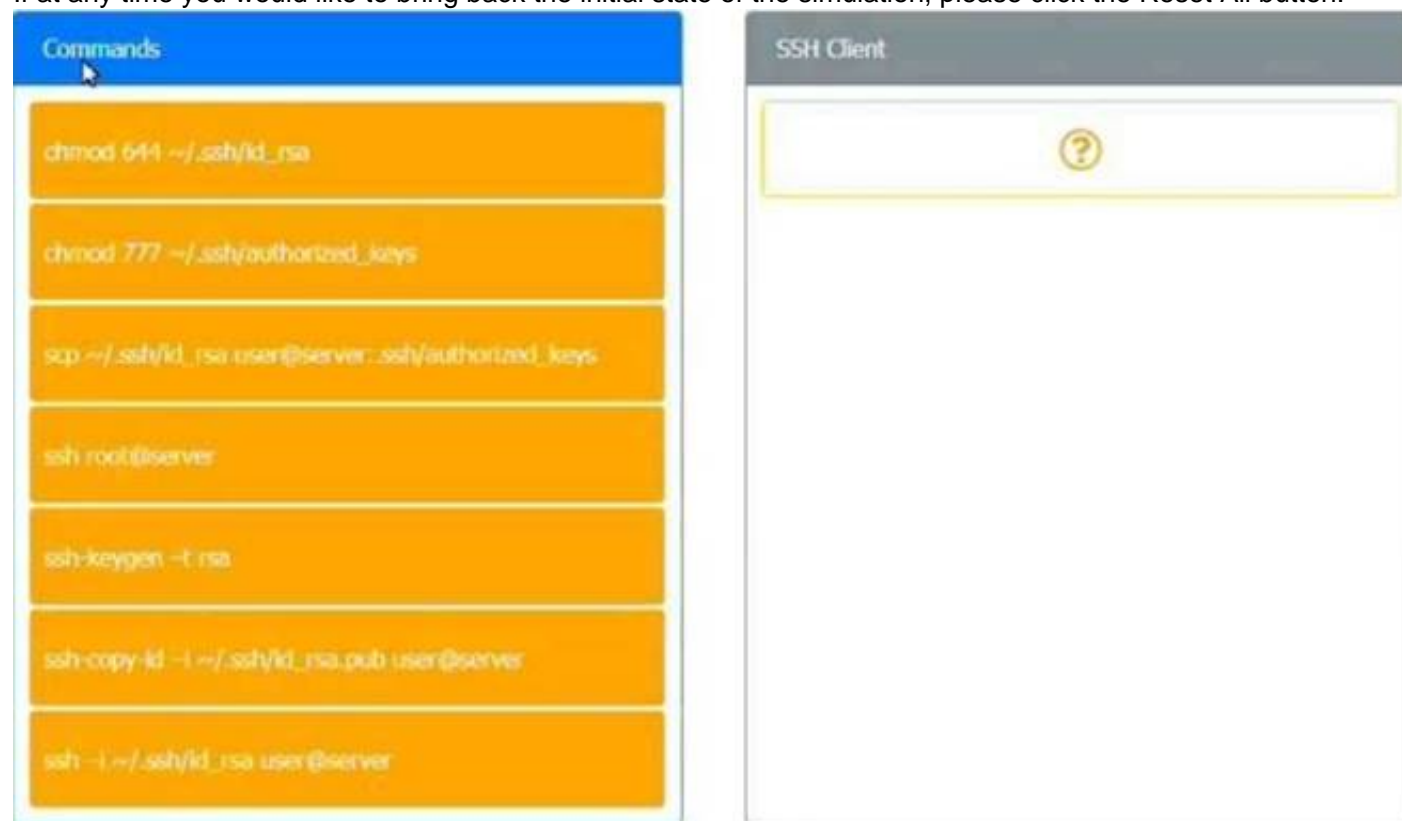 If at any time you would like to bring back the initial state of the simulation, please click the Reset All button.
Commands
chmod 644 ~/.ssh/id_rsa
chmod 777 ~/.ssh/authorized_keys
scp ~/.ssh/id_rsa user@server:.ssh/authorized_keys
ssh root@server
ssh-keygen -t rsa
ssh-copy-id -i ~/.ssh/id_rsa.pub user@server
ssh -i ~/.ssh/id_rsa user@server
SSH Client
?